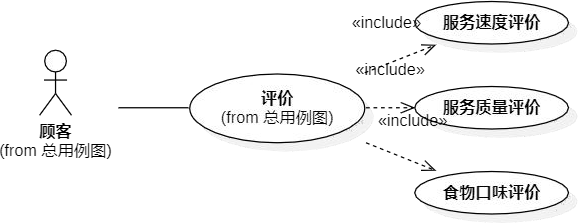 «include»
服务速度评价
«include»
顾客
(from 总用例图)
评价
(from 总用例图)
服务质量评价
«include»
食物口味评价